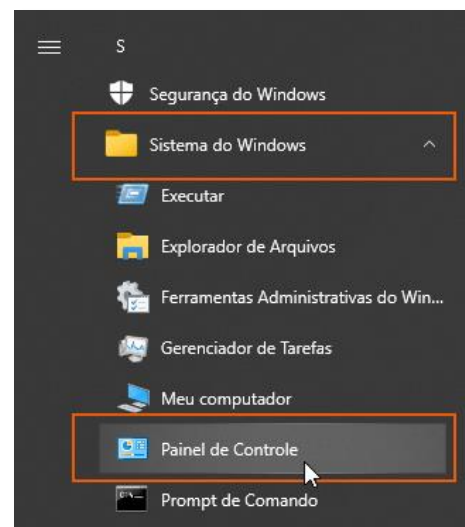 S
Segurança do Windows
Sistema do Windows
Executar
Explorador de Arquivos
Ferramentas Administrativas do Win...
Gerenciador de Tarefas
Meu computador
Painel de Controle
Prompt de Comando